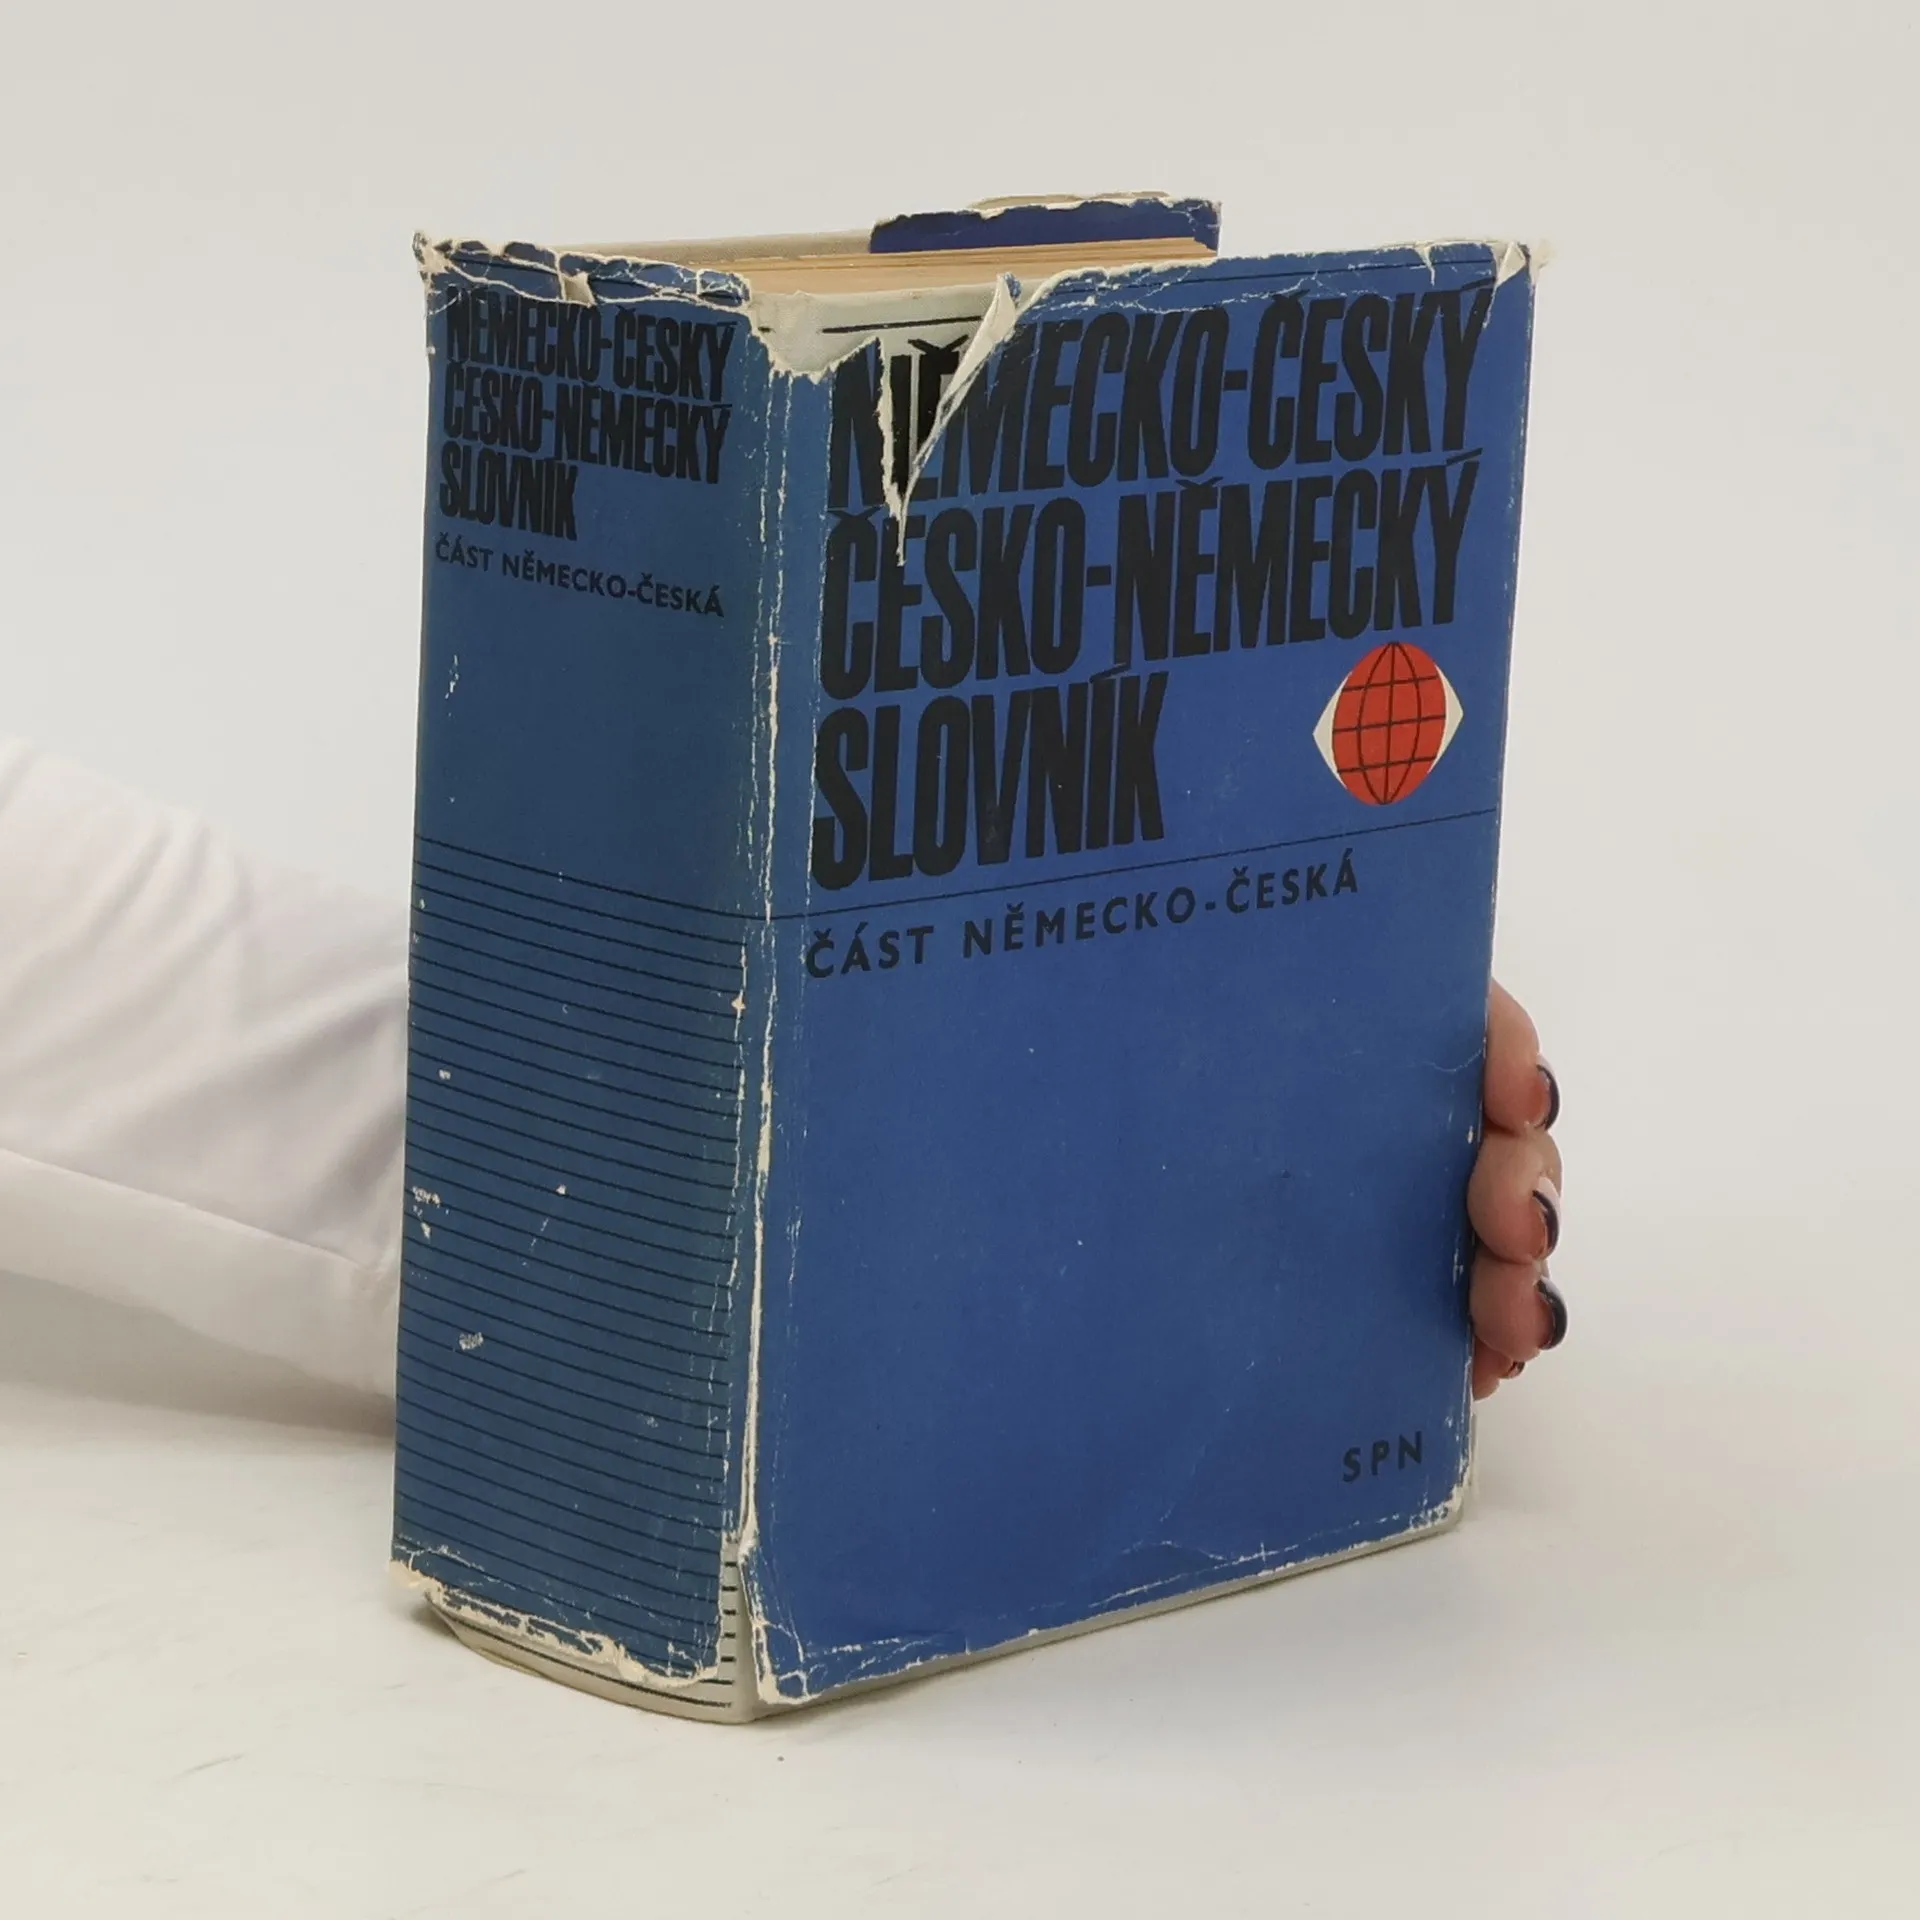 NĚMECKO-ČESKÝ
ČESKO-NĚMECKÝ
SLOVNÍK
ČÁST NĚMECKO-ČESKÁ
NĚMECKO-ČESKÝ
ČESKO-NĚMECKÝ
SLOVNÍK
ČÁST NĚMECKO-ČESKÁ
SPN